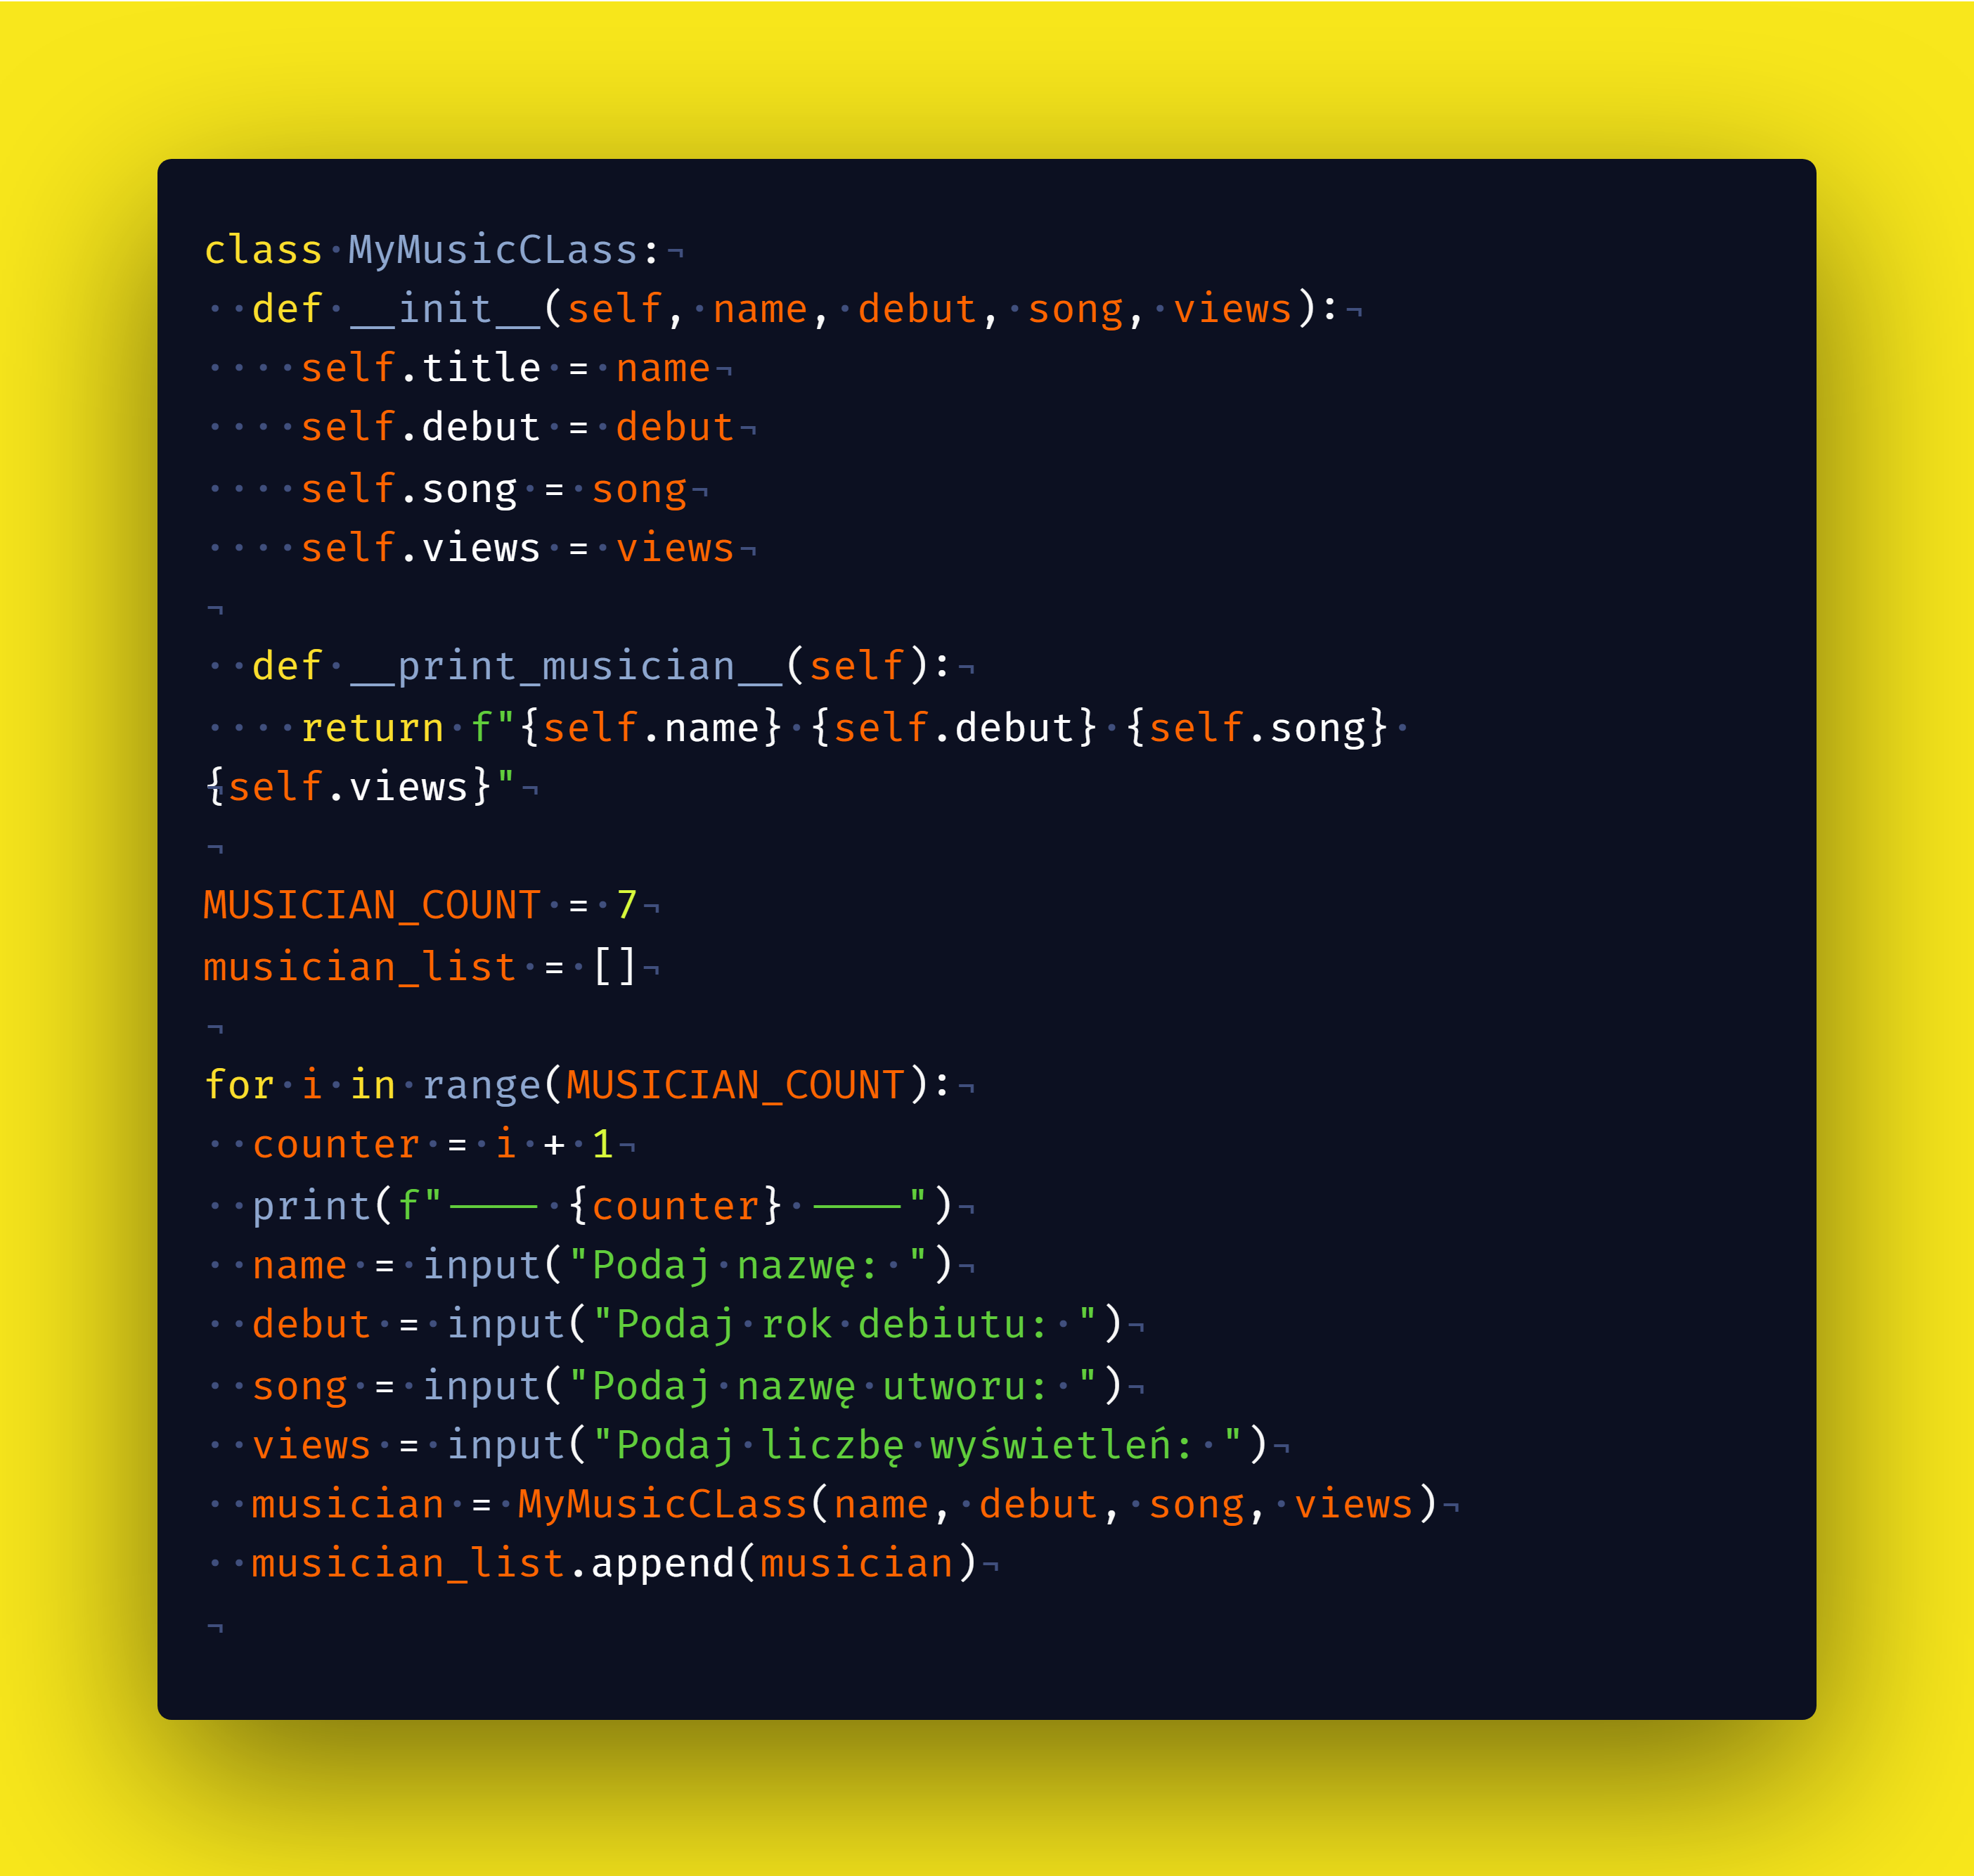 class MyMusicCLass:
  def __init__(self, name, debut, song, views):
    self.title = name
    self.debut = debut
    self.song = song
    self.views = views

  def __print_musician__(self):
    return f"{self.name} {self.debut} {self.song} 
{self.views}"

MUSICIAN_COUNT = 7
musician_list = []

for i in range(MUSICIAN_COUNT):
  counter = i + 1
  print(f"---- {counter} ----")
  name = input("Podaj nazwę: ")
  debut = input("Podaj rok debiutu: ")
  song = input("Podaj nazwę utworu: ")
  views = input("Podaj liczbę wyświetleń: ")
  musician = MyMusicCLass(name, debut, song, views)
  musician_list.append(musician)